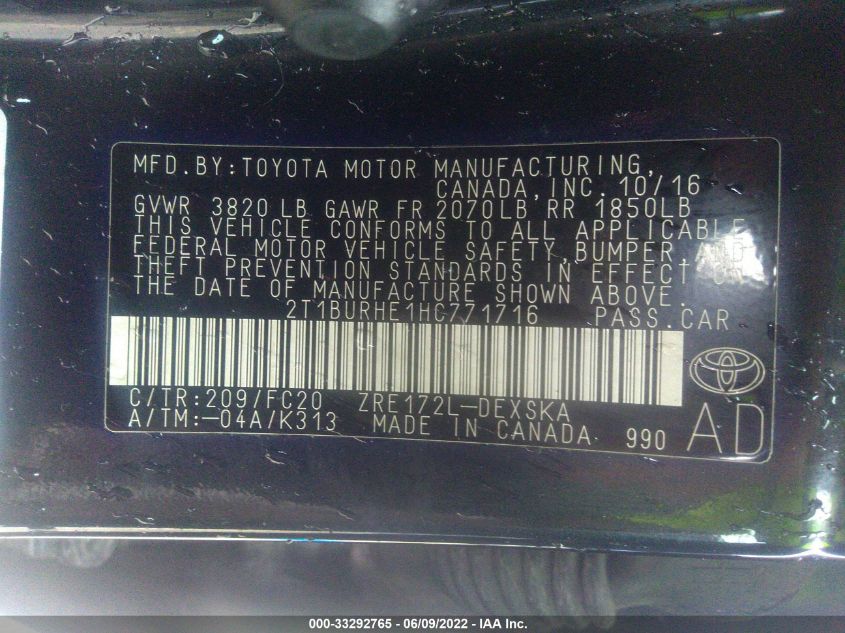 MFD.BY:TOYOTA MOTOR MANUFACTURING,
CANADA,INC. 10/16
GVWR 3820 LB GAWR FR 2070LB RR 1850LB
THIS VEHICLE CONFORMS TO ALL APPLICABLE
FEDERAL MOTOR VEHICLE SAFETY,BUMPER,AND
THEFT PREVENTION STANDARDS IN EFFECT ON
THE DATE OF MANUFACTURE SHOWN ABOVE.
2T1BURHE1HC771716 PASS.CAR
C/TR:209/FC20 ZRE172L-DEXSKA
A/TM:-04A/K313 MADE IN CANADA 990 AD
000-33292765 - 06/09/2022 - IAA Inc.